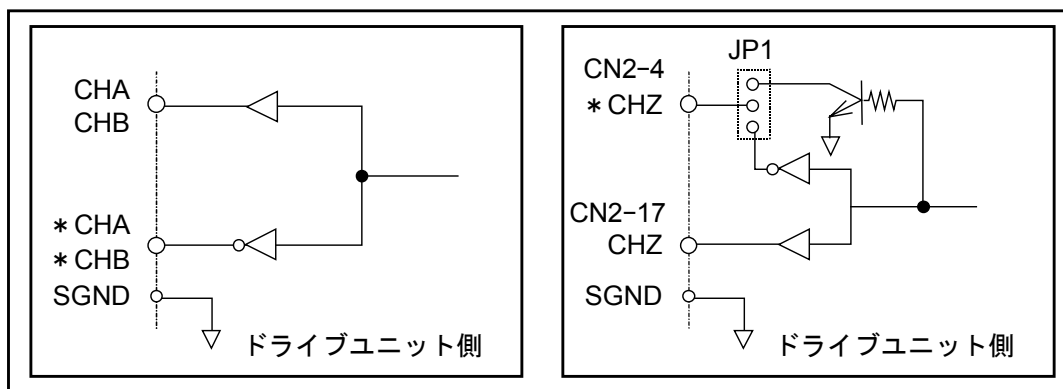 CHA
CHB
* CHA
* CHB
SGND
ドライブユニット側
JP1
CN2-4
* CHZ
CN2-17
CHZ
SGND
ドライブユニット側